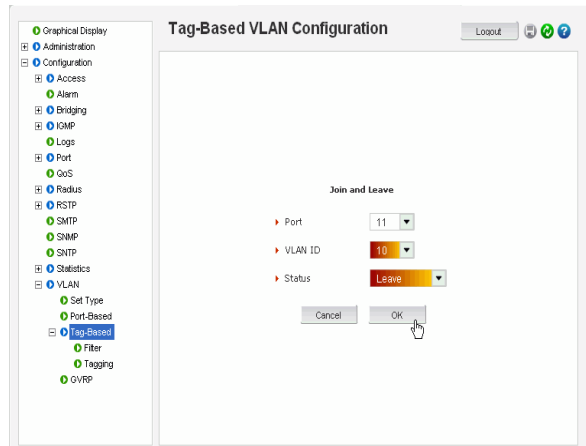 Graphical Display
Administration
Configuration
Access
Alarm
Bridging
IGMP
Logs
Port
QoS
Radius
RSTP
SMTP
SNMP
SNTP
Statistics
VLAN
Set Type
Port-Based
Tag-Based
Filter
Tagging
GVRP
Tag-Based VLAN Configuration
Logout
?
Join and Leave
Port 11
VLAN ID 10
Status Leave
Cancel OK